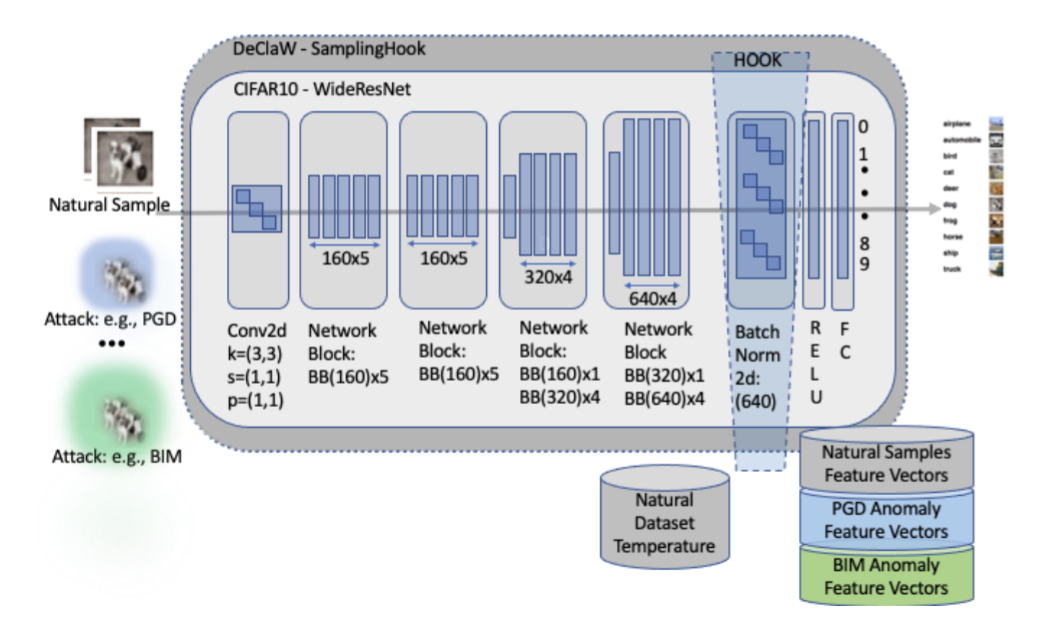 DeClaW - SamplingHook
HOOK
CIFAR10 - WideResNet
Natural Sample
Attack: e.g., PGD
•••
Attack: e.g., BIM
160x5
160x5
320x4
640x4
0
1
•
•
•
8
9
airplane
automobile
bird
cat
deer
dog
frog
horse
ship
truck
Conv2d
k=(3,3)
s=(1,1)
p=(1,1)
Network
Block:
BB(160)x5
Network
Block:
BB(160)x5
Network
Block:
BB(160)x1
BB(320)x4
Network
Block
BB(320)x1
BB(640)x4
Batch
Norm
2d:
(640)
R
E
L
U
F
C
Natural
Dataset
Temperature
Natural Samples
Feature Vectors
PGD Anomaly
Feature Vectors
BIM Anomaly
Feature Vectors